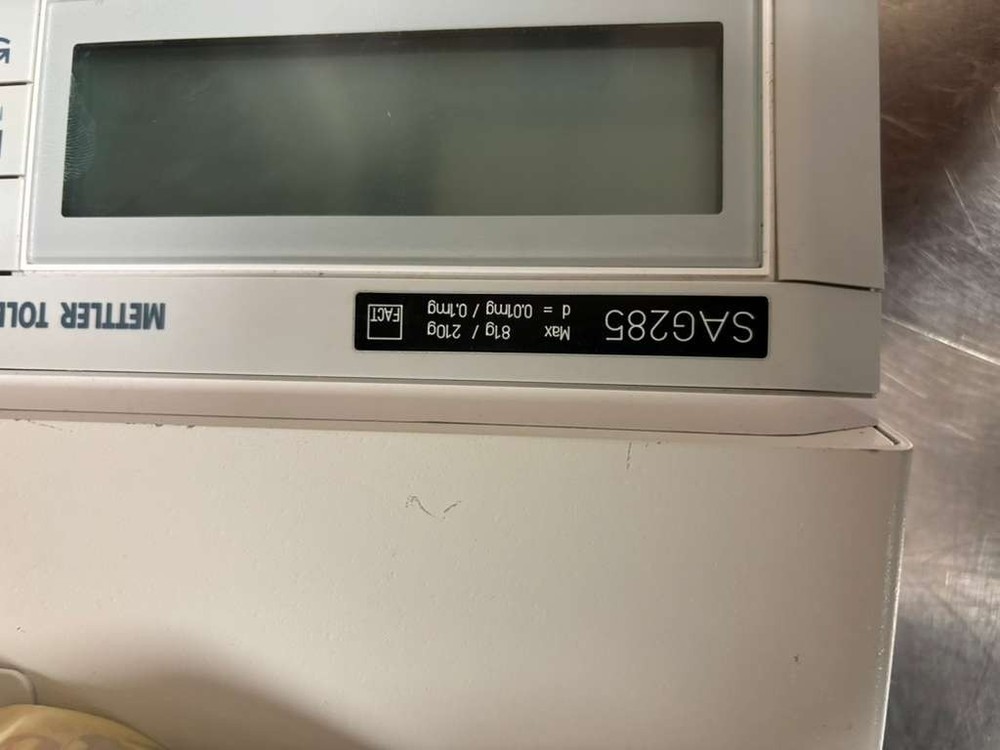 SAG285
Max 81g / 210g
d = 0.01mg / 0.1mg
FACT
METTLER TOL
G